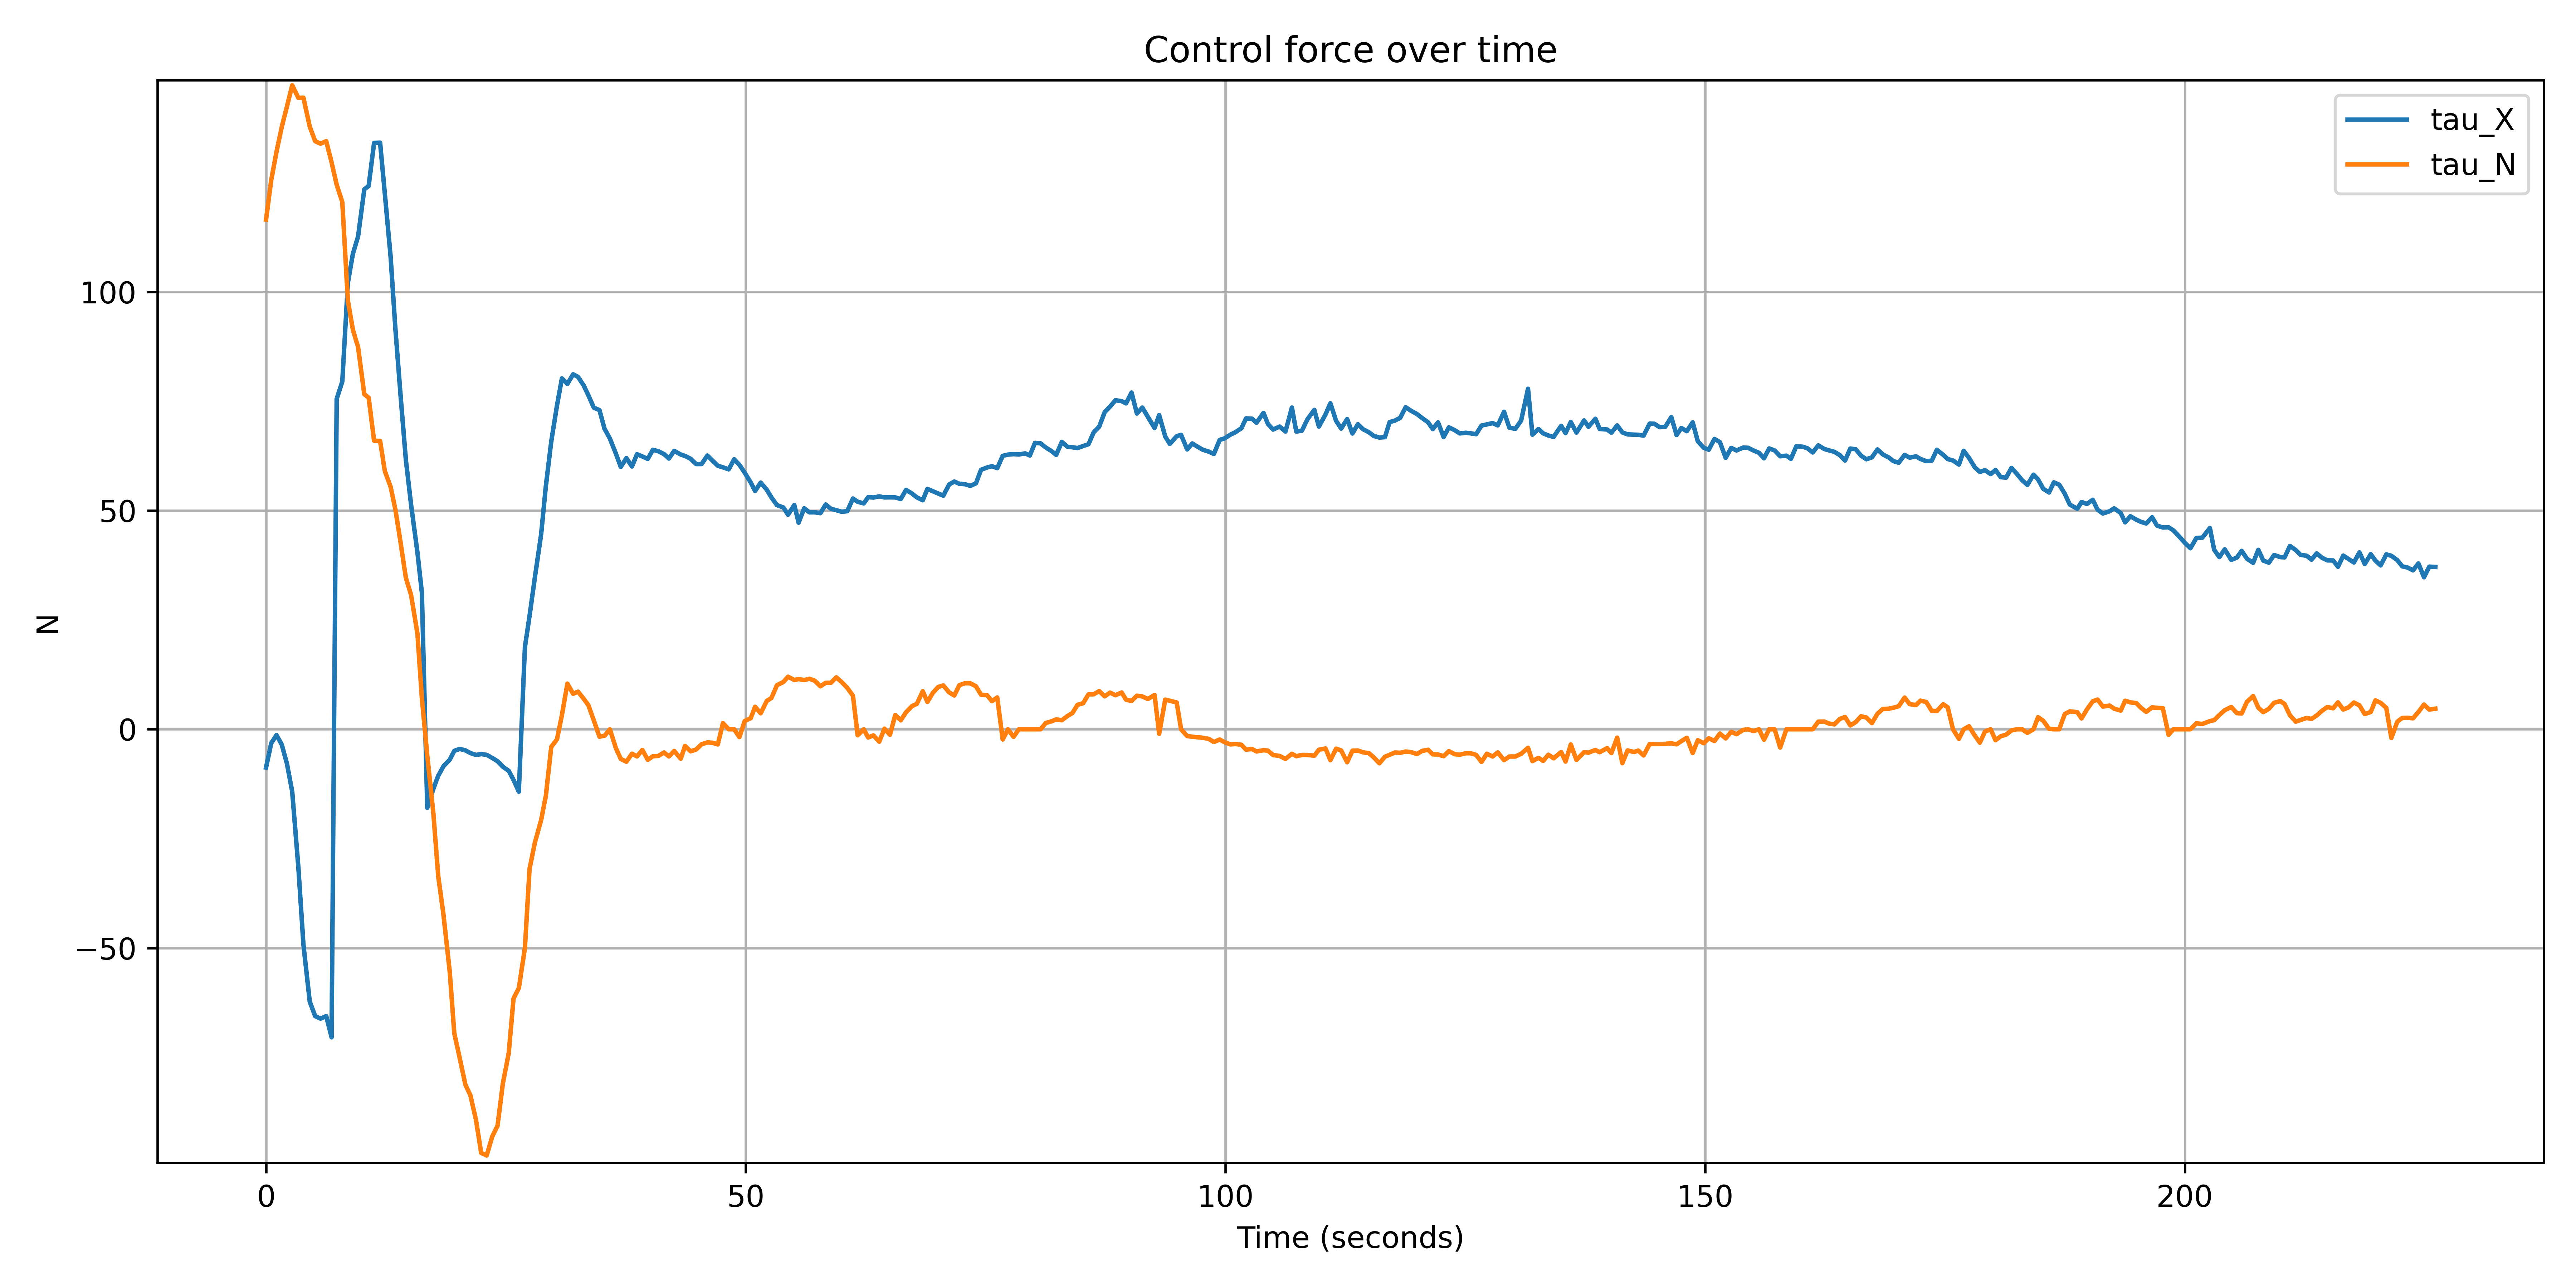 Control force over time
tau_X
tau_N
100
50
0
−50
N
0 50 100 150 200
Time (seconds)